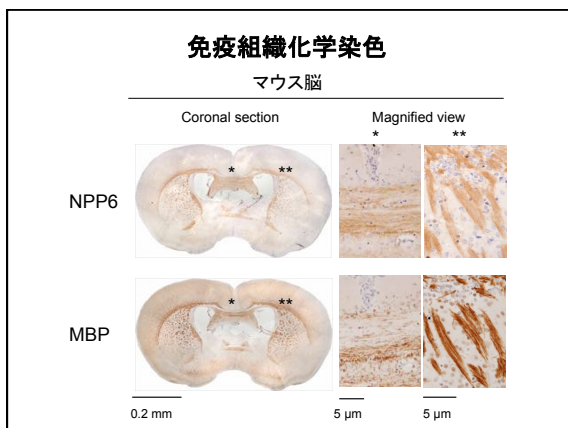 免疫組織化学染色
マウス脳
Coronal section
Magnified view
* **
NPP6
* **
MBP
* **
0.2 mm
5 μm
5 μm